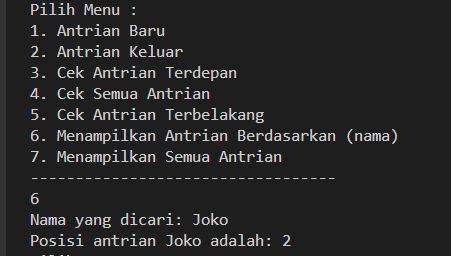 Pilih Menu :
1. Antrian Baru
2. Antrian Keluar
3. Cek Antrian Terdepan
4. Cek Semua Antrian
5. Cek Antrian Terbelakang
6. Menampilkan Antrian Berdasarkan (nama)
7. Menampilkan Semua Antrian
----------------------------------
6
Nama yang dicari: Joko
Posisi antrian Joko adalah: 2